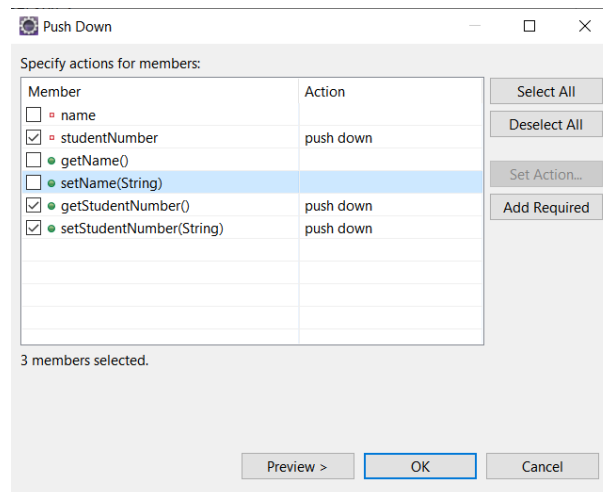 Push Down
Specify actions for members:
Member Action
name
studentNumber push down
getName()
setName(String)
getStudentNumber() push down
setStudentNumber(String) push down
Select All
Deselect All
Set Action...
Add Required
3 members selected.
Preview > OK Cancel